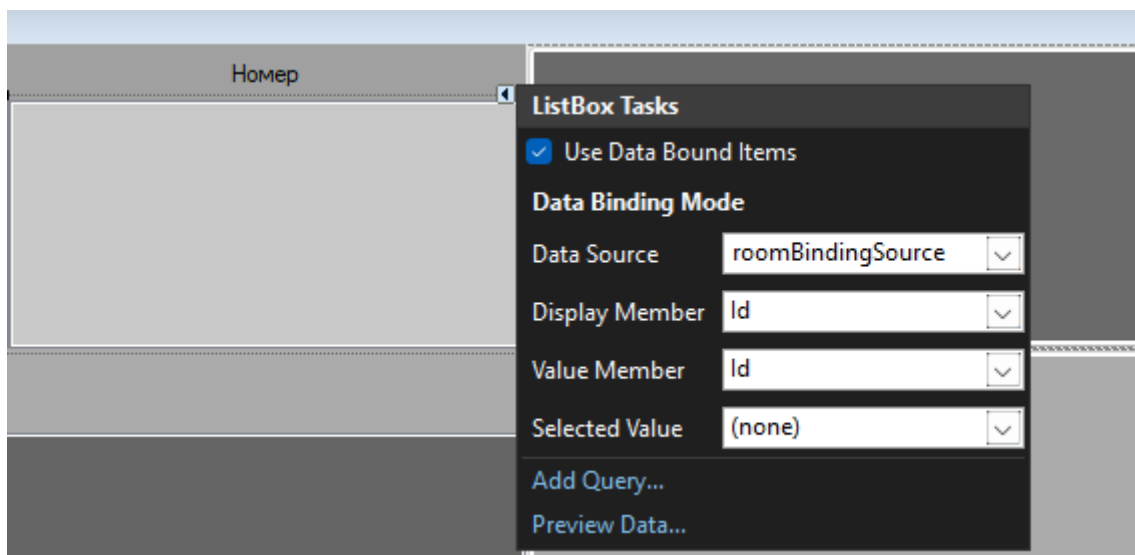 Номер
ListBox Tasks
Use Data Bound Items
Data Binding Mode
Data Source roomBindingSource
Display Member Id
Value Member Id
Selected Value (none)
Add Query...
Preview Data...